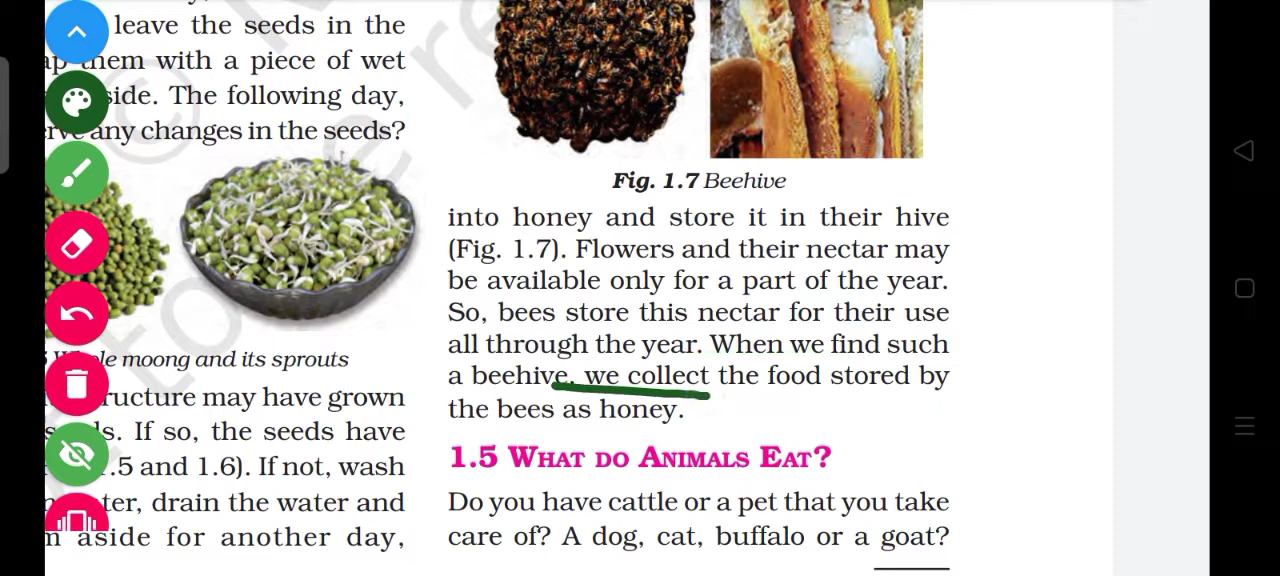 leave the seeds in the
them with a piece of wet
side. The following day,
any changes in the seeds?
Whole moong and its sprouts
structure may have grown
If so, the seeds have
1.5 and 1.6). If not, wash
drain the water and
aside for another day,
Fig. 1.7 Beehive
into honey and store it in their hive
(Fig. 1.7). Flowers and their nectar may
be available only for a part of the year.
So, bees store this nectar for their use
all through the year. When we find such
a beehive, we collect the food stored by
the bees as honey.
1.5 WHAT DO ANIMALS EAT?
Do you have cattle or a pet that you take
care of? A dog, cat, buffalo or a goat?